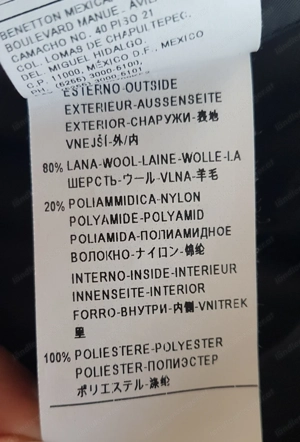 BENETTON MEXICA
BOULEVARD MANUE. AVIL
CAMACHO NO. 40 PISO 21
COL. LOMAS DE CHAPULTEPEC.
DEL. MIGUEL HIDALGO.
C.P. 11000, MEXICO D.F., MEXICO
ESTERNO-OUTSIDE
EXTERIEUR-AUSSENSEITE
EXTERIOR-СНАРУЖИ-表地
VNEJŠÍ-外/内
80% LANA-WOOL-LAINE-WOLLE-LA
ШЕРСТЬ-ウール-VLNA-羊毛
20% POLIAMMIDICA-NYLON
POLYAMIDE-POLYAMID
POLIAMIDA-ПОЛИАМИДНОЕ
ВОЛОКНО-ナイロン-锦纶
INTERNO-INSIDE-INTERIEUR
INNENSEITE-INTERIOR
FORRO-ВНУТРИ-内側-VNITREK
里
100% POLIESTERE-POLYESTER
POLIESTER-ПОЛИЭСТЕР
ポリエステル-涤纶